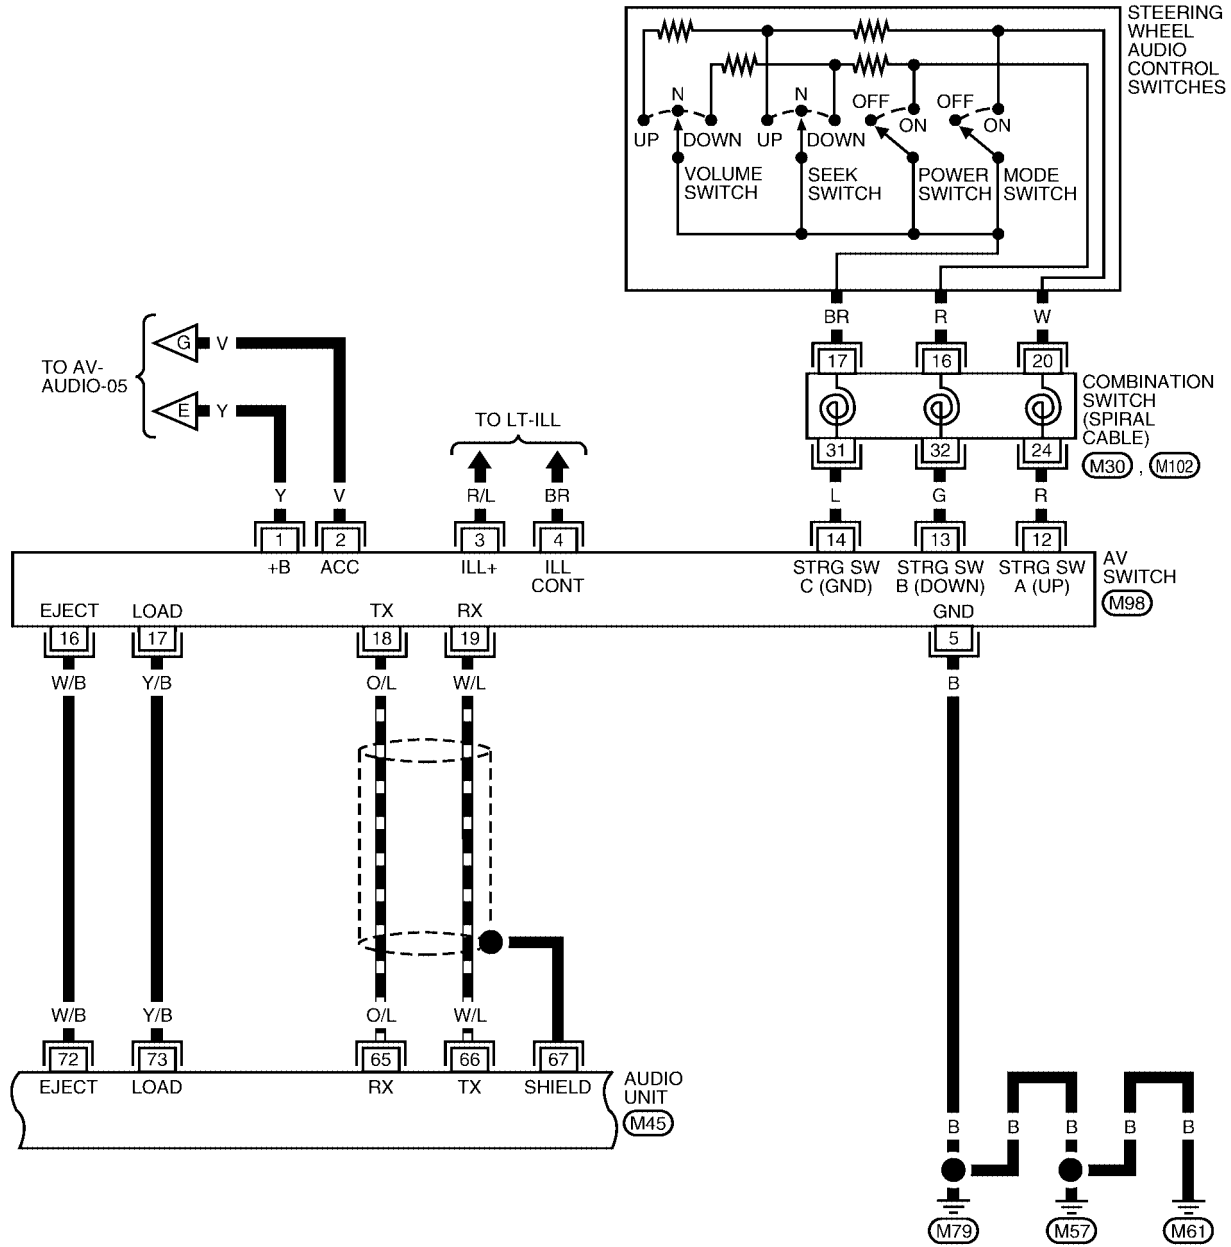 STEERING
WHEEL
AUDIO
CONTROL
SWITCHES
N
N
OFF
OFF
ON
ON
UP
DOWN
UP
DOWN
VOLUME
SWITCH
SEEK
SWITCH
POWER
SWITCH
MODE
SWITCH
BR
R
W
17
16
20
COMBINATION
SWITCH
(SPIRAL
CABLE)
M30 , M102
31
32
24
L
G
R
TO AV-
AUDIO-05
G
V
E
Y
TO LT-ILL
Y
V
R/L
BR
1
2
3
4
14
13
12
+B
ACC
ILL+
ILL
CONT
STRG SW
C (GND)
STRG SW
B (DOWN)
STRG SW
A (UP)
AV
SWITCH
M98
EJECT
LOAD
TX
RX
GND
16
17
18
19
5
W/B
Y/B
O/L
W/L
B
W/B
Y/B
O/L
W/L
72
73
65
66
67
EJECT
LOAD
RX
TX
SHIELD
AUDIO
UNIT
M45
B
B
B
B
B
M79
M57
M61